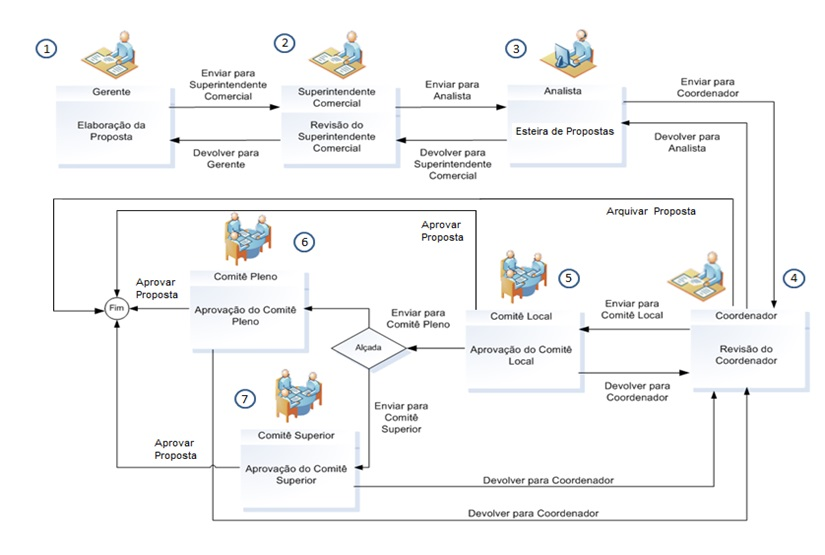 1
Gerente
Elaboração da
Proposta
Enviar para
Superintendente
Comercial
Devolver para
Gerente
2
Superintendente
Comercial
Revisão do
Superintendente
Comercial
Enviar para
Analista
Devolver para
Superintendente
Comercial
3
Analista
Esteira de Propostas
Enviar para
Coordenador
Devolver para
Analista
Arquivar Proposta
4
Coordenador
Revisão do
Coordenador
Enviar para
Comitê Local
Devolver para
Coordenador
5
Comitê Local
Aprovação do Comitê
Local
Aprovar
Proposta
Enviar para
Comitê Pleno
Alçada
Enviar para
Comitê
Superior
6
Comitê Pleno
Aprovação do Comitê
Pleno
Aprovar
Proposta
Fim
7
Comitê Superior
Aprovação do Comitê
Superior
Aprovar
Proposta
Devolver para Coordenador
Devolver para Coordenador